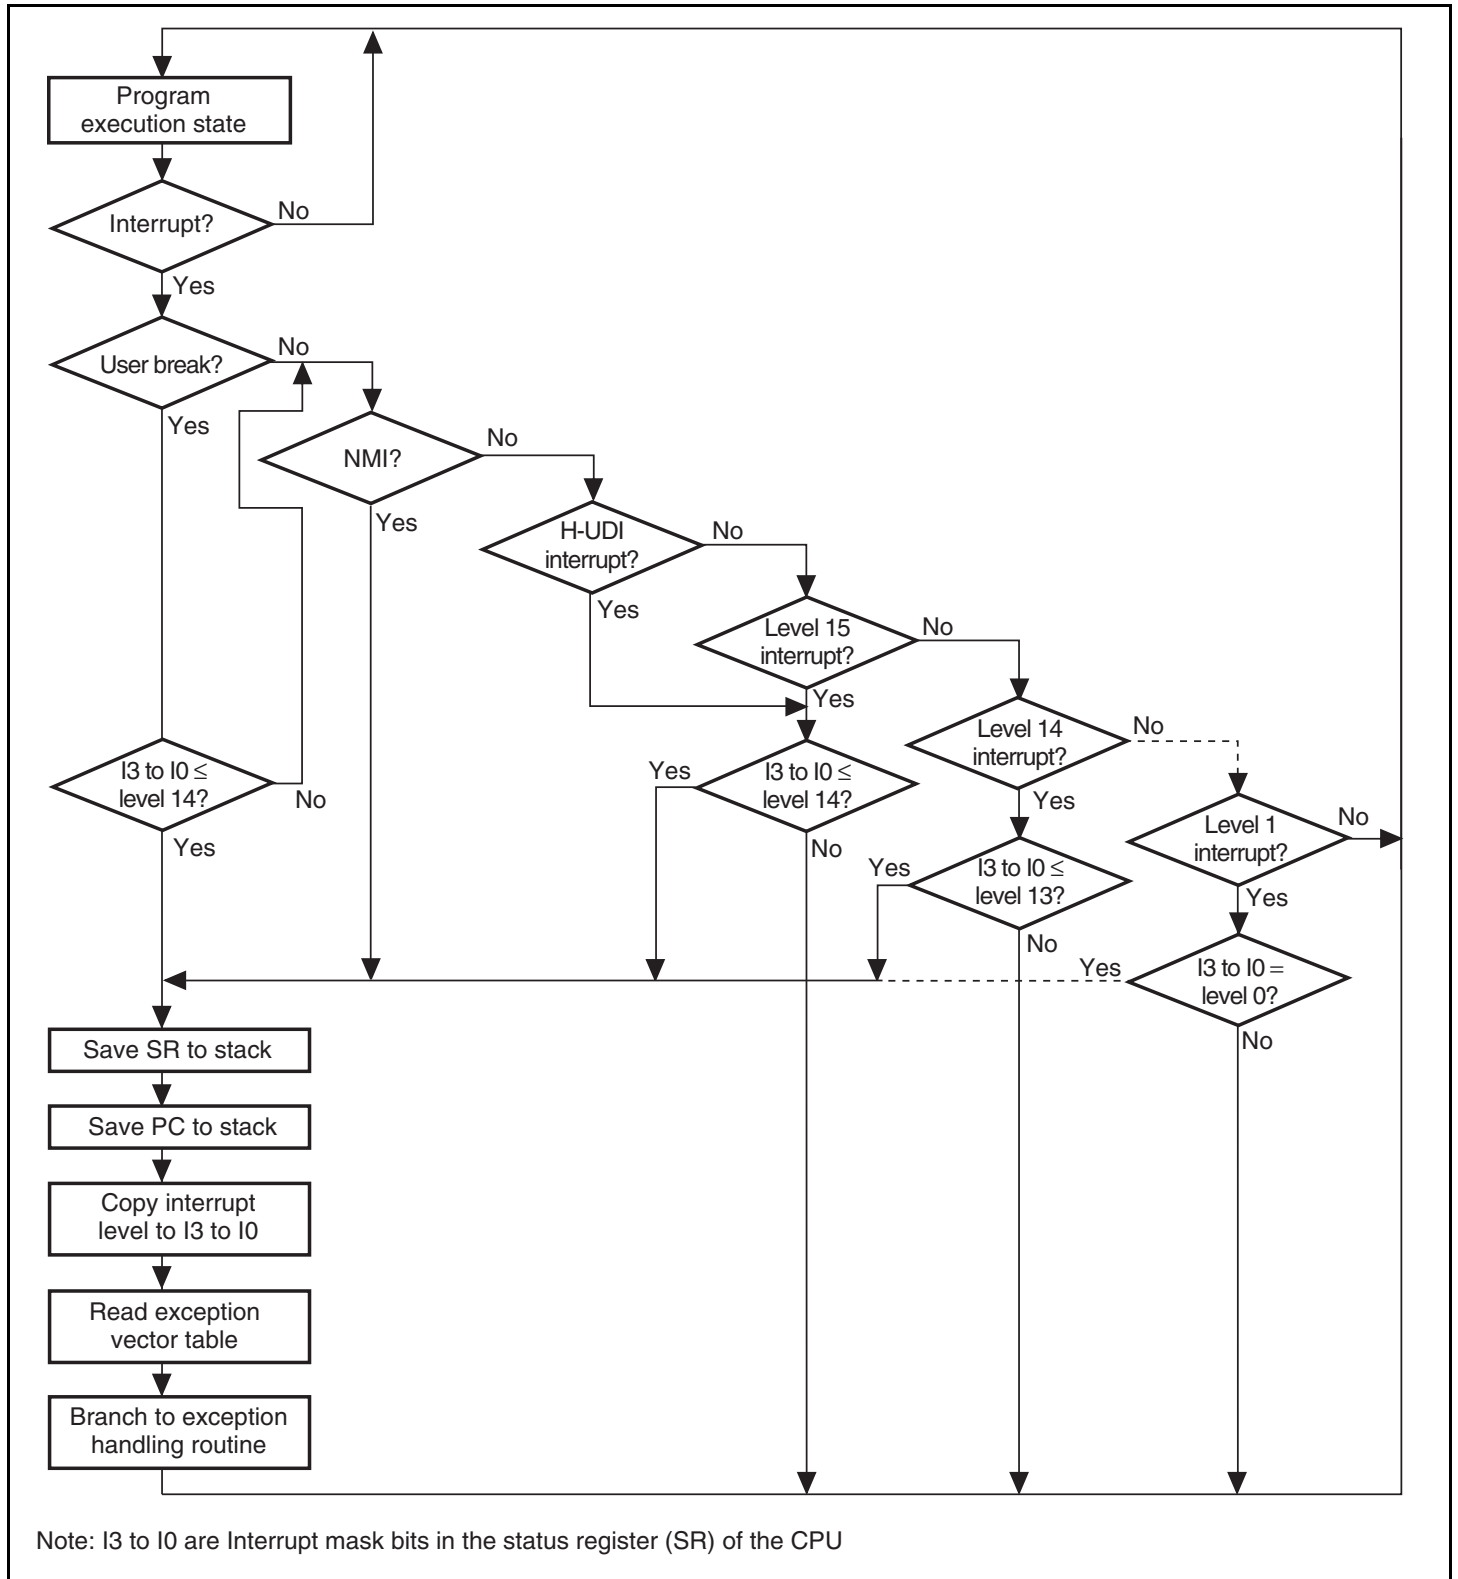 Program
execution state
Interrupt?
No
Yes
User break?
No
Yes
NMI?
No
Yes
H-UDI
interrupt?
No
Yes
Level 15
interrupt?
No
Yes
Level 14
interrupt?
No
Yes
I3 to I0 ≤
level 14?
No
Yes
I3 to I0 ≤
level 14?
Yes
No
I3 to I0 ≤
level 13?
Yes
No
Level 1
interrupt?
No
Yes
I3 to I0 =
level 0?
Yes
No
Save SR to stack
Save PC to stack
Copy interrupt
level to I3 to I0
Read exception
vector table
Branch to exception
handling routine
Note: I3 to I0 are Interrupt mask bits in the status register (SR) of the CPU